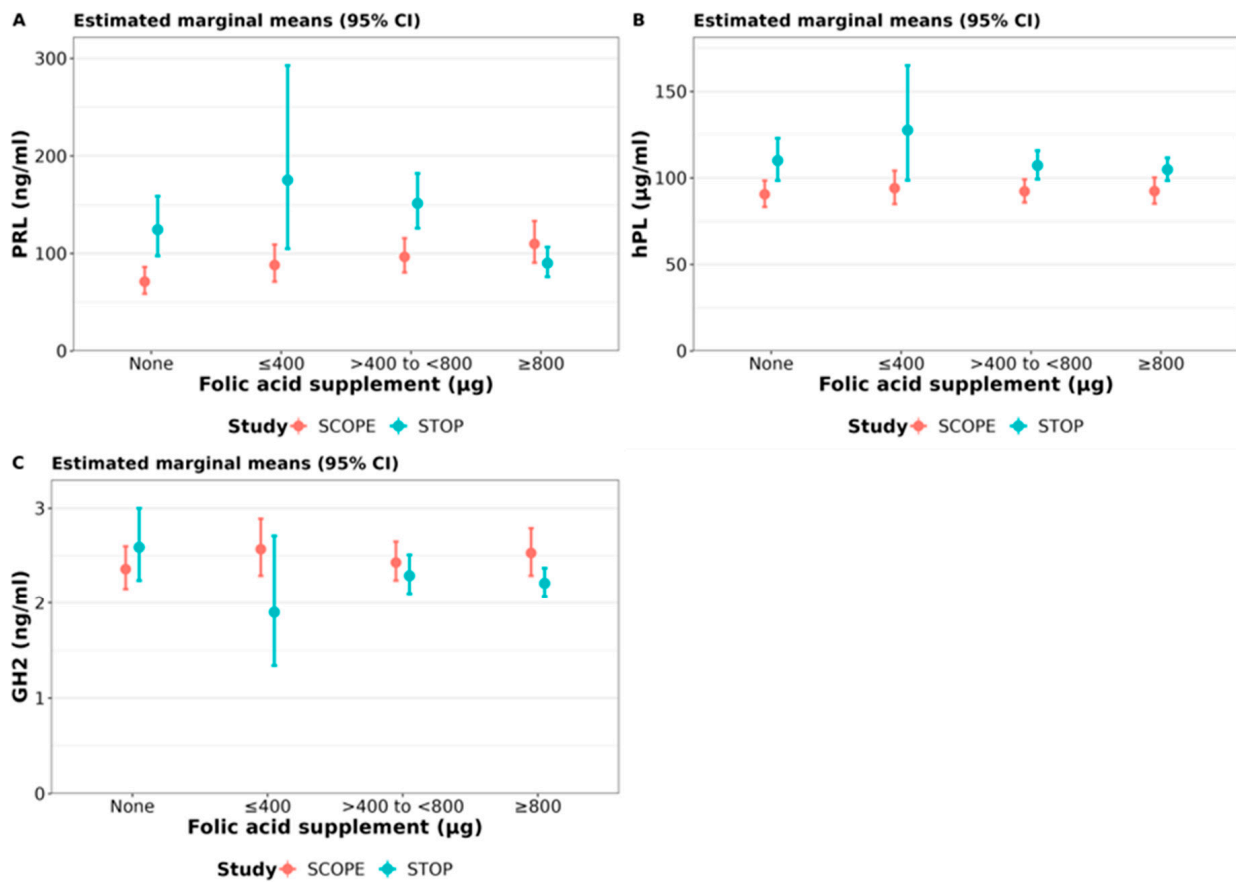 A Estimated marginal means (95% CI)
300
200
100
0
PRL (ng/ml)
None ≤400 >400 to <800 ≥800
Folic acid supplement (µg)
Study SCOPE STOP
B Estimated marginal means (95% CI)
150
100
50
0
hPL (µg/ml)
None ≤400 >400 to <800 ≥800
Folic acid supplement (µg)
Study SCOPE STOP
C Estimated marginal means (95% CI)
3
2
1
0
GH2 (ng/ml)
None ≤400 >400 to <800 ≥800
Folic acid supplement (µg)
Study SCOPE STOP